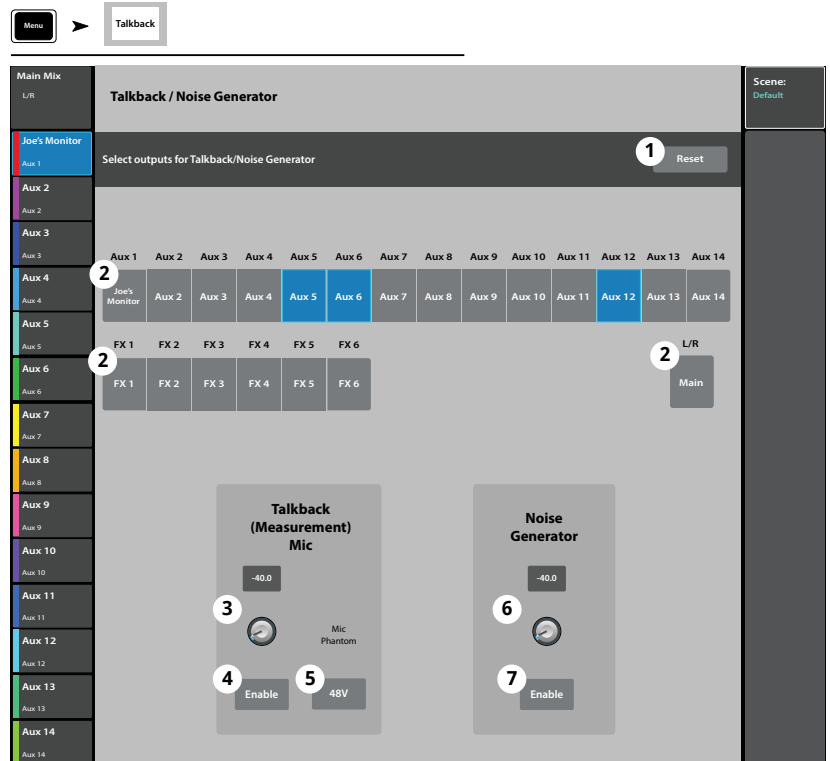 Menu
Talkback
Main Mix
L/R
Talkback / Noise Generator
Scene:
Default
Joe's Monitor
Aux 1
Aux 2
Aux 2
Aux 3
Aux 3
Aux 4
Aux 4
Aux 5
Aux 5
Aux 6
Aux 6
Aux 7
Aux 7
Aux 8
Aux 8
Aux 9
Aux 9
Aux 10
Aux 10
Aux 11
Aux 11
Aux 12
Aux 12
Aux 13
Aux 13
Aux 14
Aux 14
Select outputs for Talkback/Noise Generator
1
Reset
Aux 1 Aux 2 Aux 3 Aux 4 Aux 5 Aux 6 Aux 7 Aux 8 Aux 9 Aux 10 Aux 11 Aux 12 Aux 13 Aux 14
2
Joe's
Monitor
Aux 2 Aux 3 Aux 4 Aux 5 Aux 6 Aux 7 Aux 8 Aux 9 Aux 10 Aux 11 Aux 12 Aux 13 Aux 14
FX 1 FX 2 FX 3 FX 4 FX 5 FX 6
L/R
2
2
FX 1 FX 2 FX 3 FX 4 FX 5 FX 6
Main
Talkback
(Measurement)
Mic
-40.0
3
Mic
Phantom
4
Enable
5
48V
Noise
Generator
-40.0
6
7
Enable